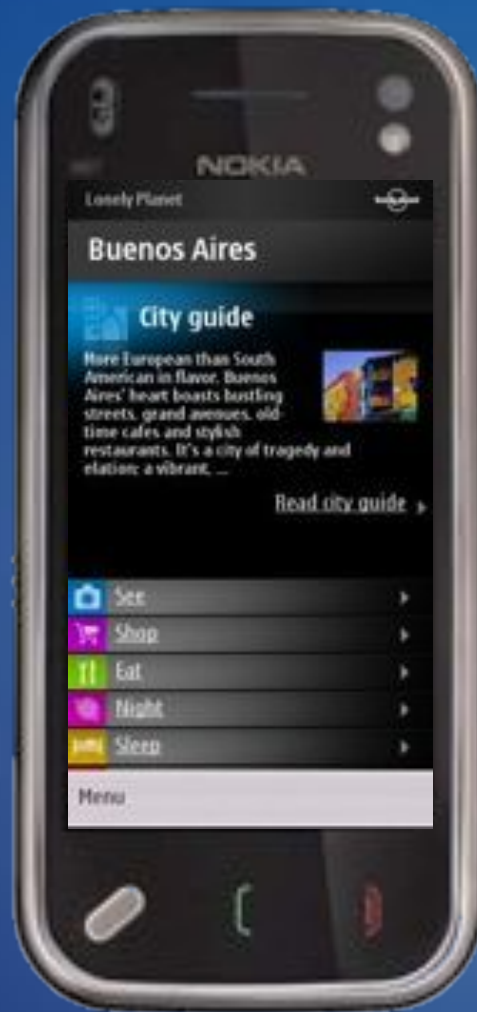 NOKIA
Lonely Planet
Buenos Aires
City guide
More European than South
American in flavor, Buenos
Aires' heart boasts bustling
streets, grand avenues, old-
time cafes and stylish
restaurants. It's a city of tragedy and
elation: a vibrant, ...
Read city guide
See
Shop
Eat
Night
Sleep
Menu